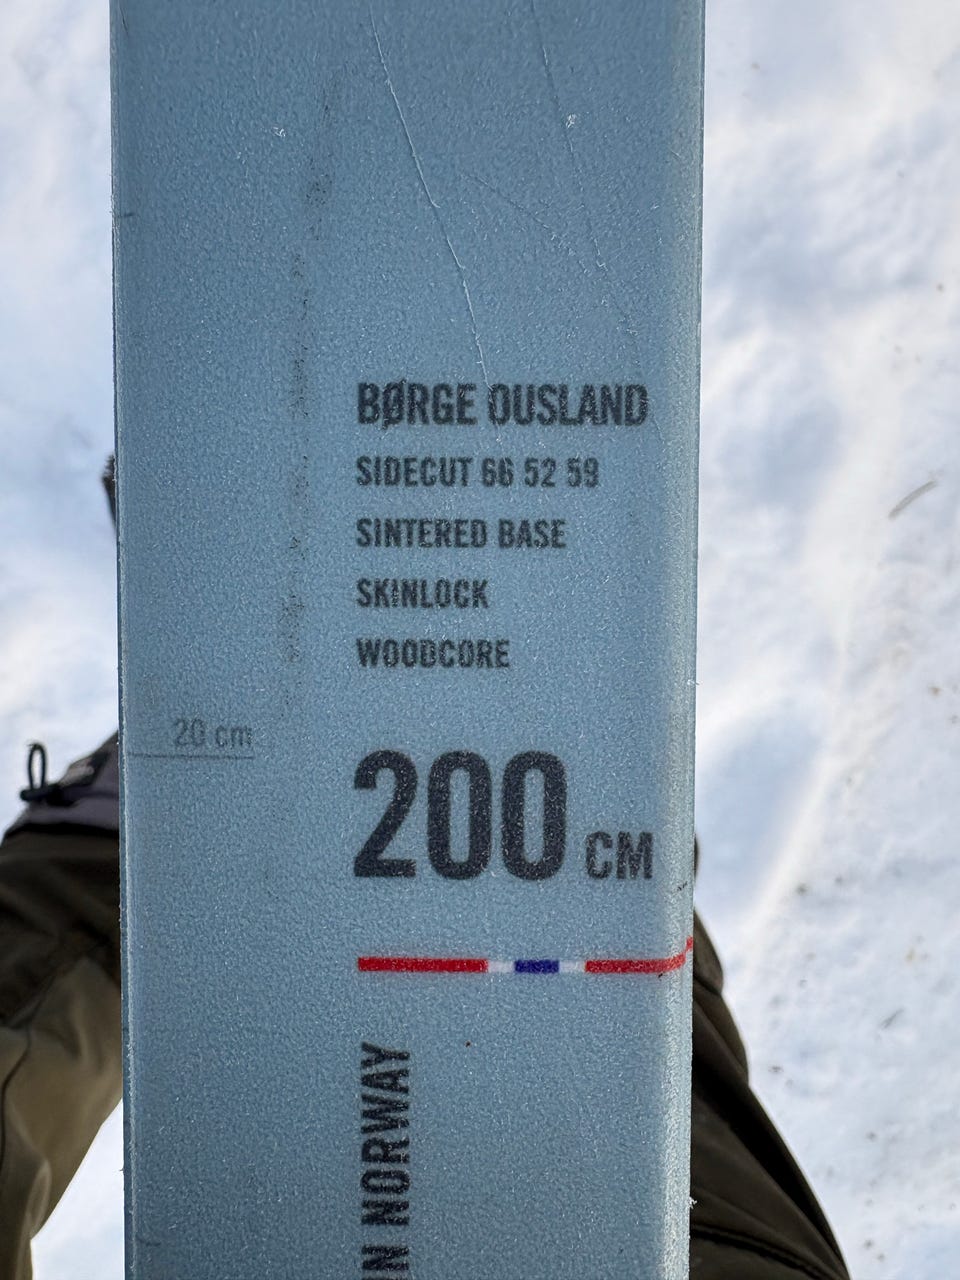 BØRGE OUSLAND
SIDECUT 66 52 59
SINTERED BASE
SKINLOCK
WOODCORE
20 cm
200 CM
IN NORWAY